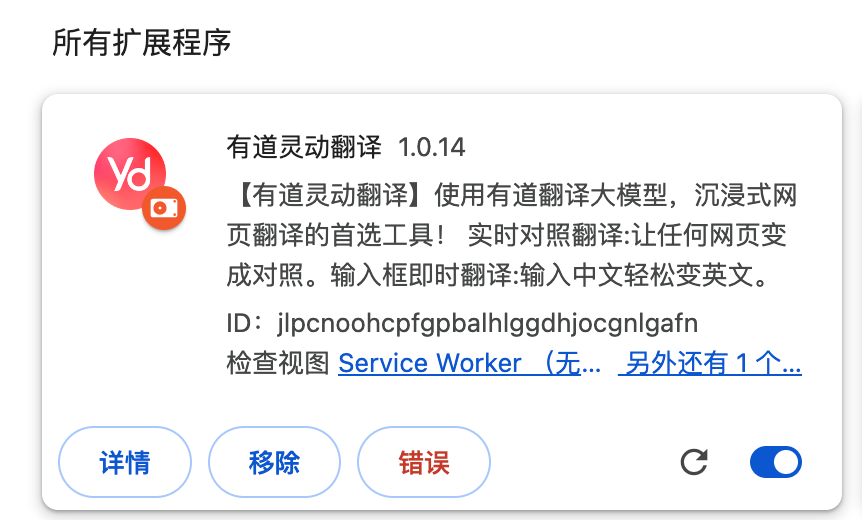 所有扩展程序
yd
有道灵动翻译 1.0.14
【有道灵动翻译】使用有道翻译大模型，沉浸式网
页翻译的首选工具！ 实时对照翻译:让任何网页变
成对照。输入框即时翻译:输入中文轻松变英文。
ID：jlpcnoohcpfgpbalhlggdhjocgnlgafn
检查视图 Service Worker （无... 另外还有 1 个...
详情 移除 错误